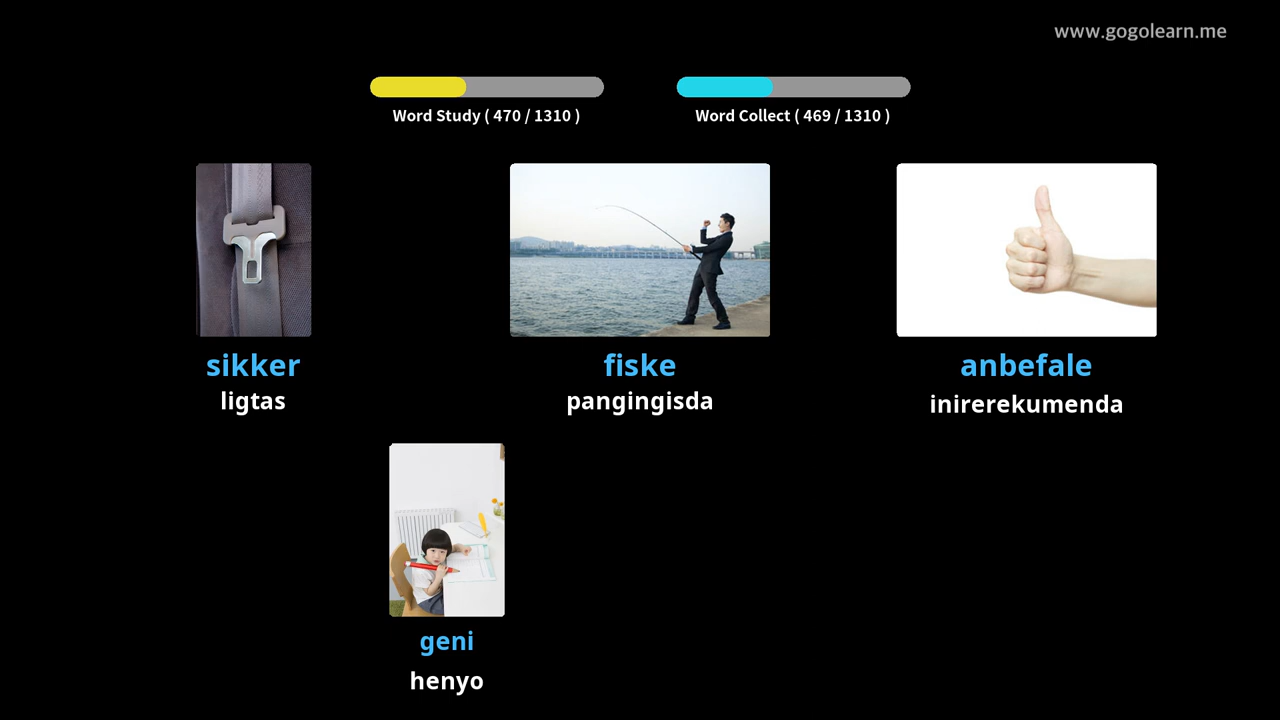 www.gogolearn.me
Word Study ( 470 / 1310 )
Word Collect ( 469 / 1310 )
sikker
ligtas
fiske
pangingisda
anbefale
inirerekumenda
geni
henyo